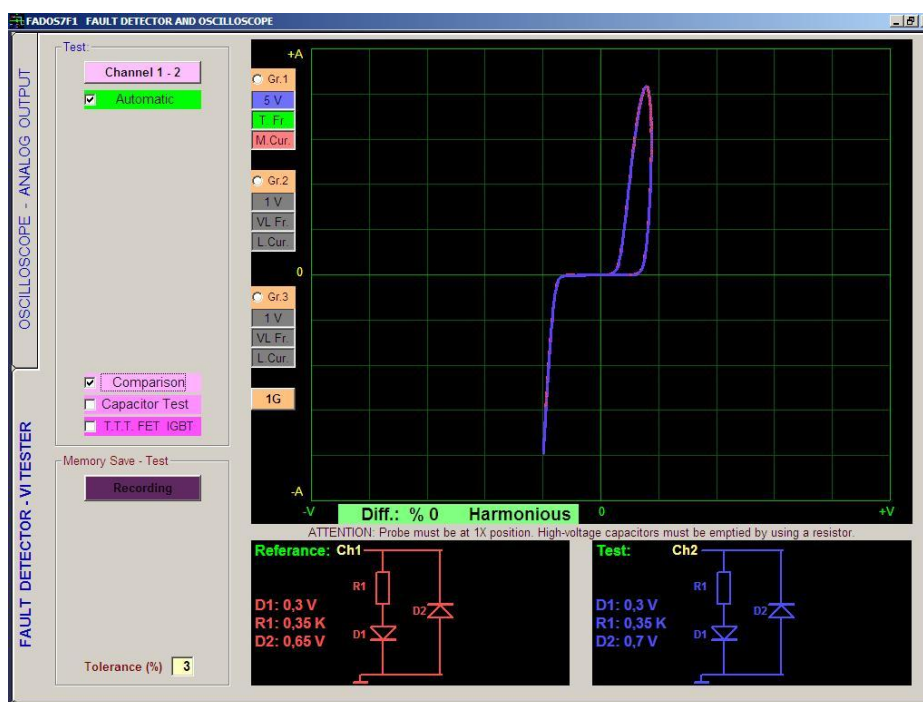 FADOS7F1 FAULT DETECTOR AND OSCILLOSCOPE
OSCILLOSCOPE - ANALOG OUTPUT
FAULT DETECTOR - VI TESTER
Test:
Channel 1 - 2
Automatic
Comparison
Capacitor Test
T.T.T. FET IGBT
Memory Save - Test
Recording
Tolerance (%) 3
+A
Gr.1
5 V
T. Fr
M.Cur.
Gr.2
1 V
VL Fr.
L Cur.
0
Gr.3
1 V
VL Fr.
L Cur.
1G
-A
-V
0
+V
Diff.: % 0 Harmonious
ATTENTION: Probe must be at 1X position. High-voltage capacitors must be emptied by using a resistor.
Referance: Ch1
R1
D1: 0,3 V
R1: 0,35 K
D2: 0,65 V
D1
D2
Test: Ch2
R1
D1: 0,3 V
R1: 0,35 K
D2: 0,7 V
D1
D2